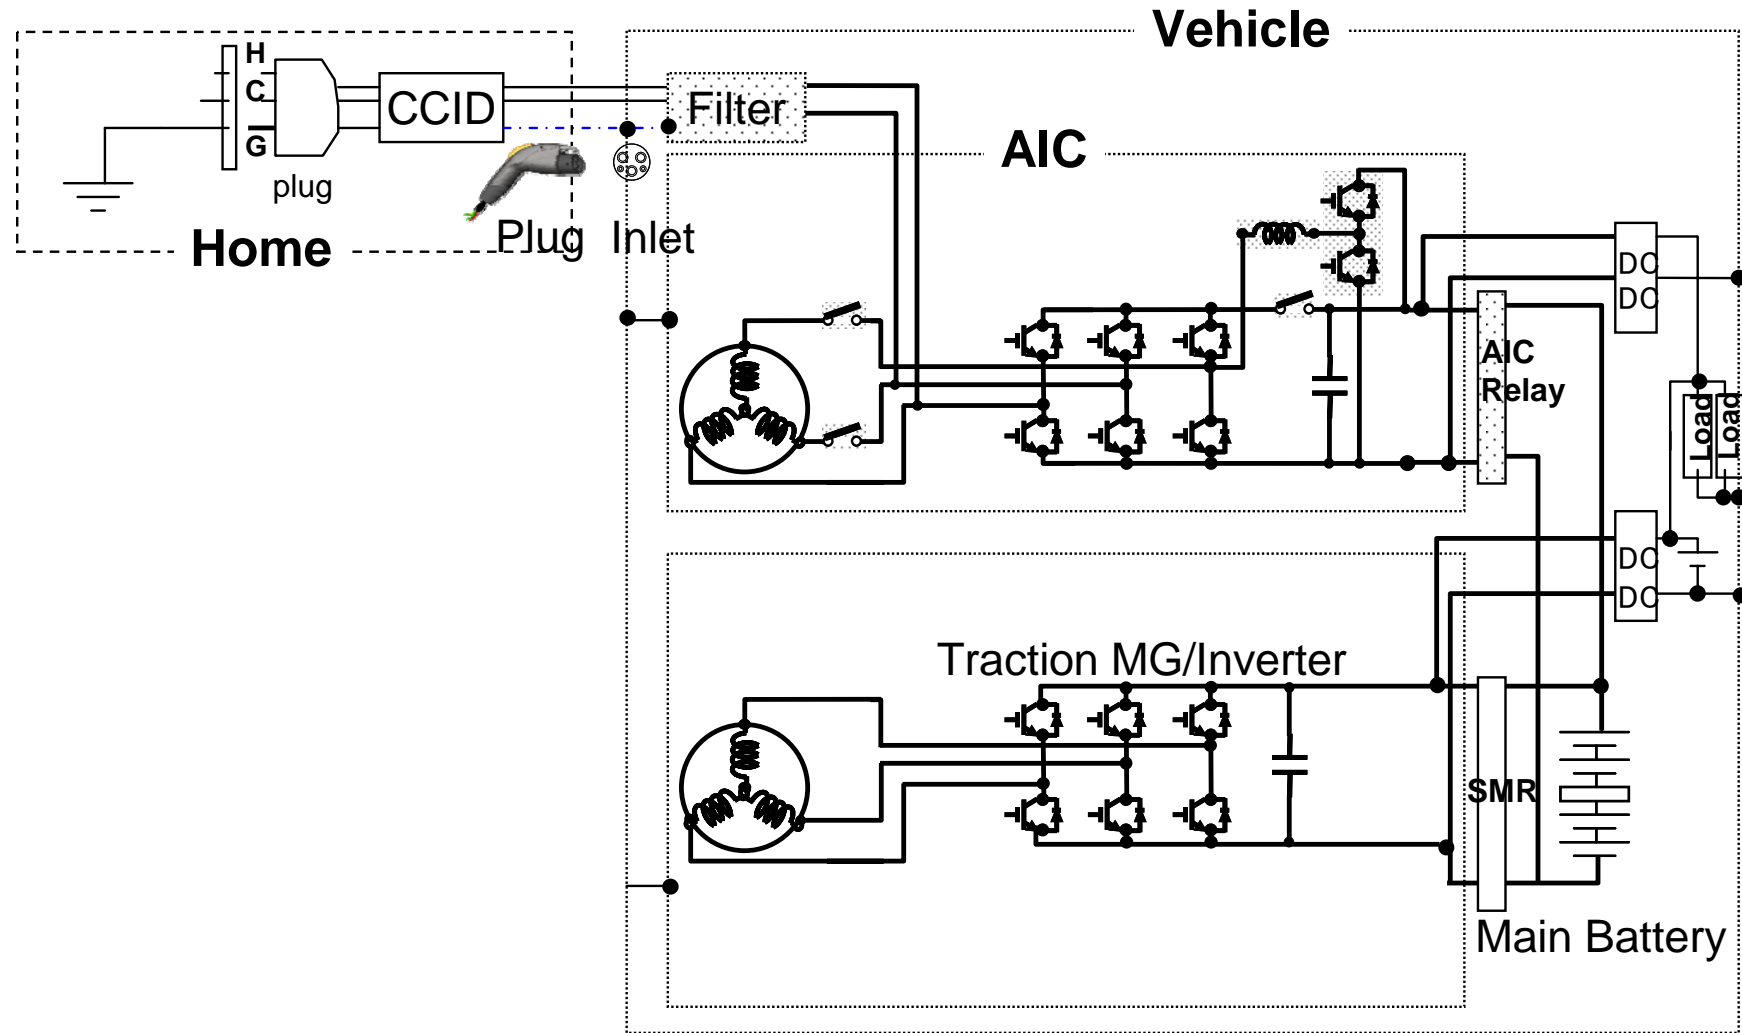 Vehicle
H
C
G
plug
CCID
Filter
Home
Plug
Inlet
AIC
DC
DC
AIC
Relay
Load
Load
DC
DC
Traction MG/Inverter
SMR
Main Battery